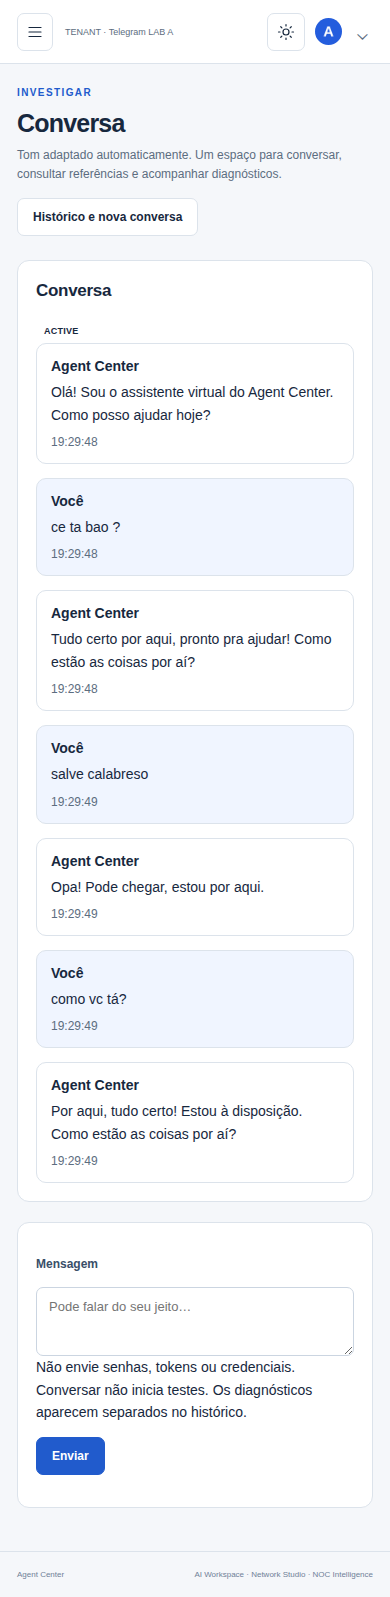 TENANT · Telegram LAB A
A
INVESTIGAR
Conversa
Tom adaptado automaticamente. Um espaço para conversar,
consultar referências e acompanhar diagnósticos.
Histórico e nova conversa
Conversa
ACTIVE
Agent Center
Olá! Sou o assistente virtual do Agent Center.
Como posso ajudar hoje?
19:29:48
Você
ce ta bao ?
19:29:48
Agent Center
Tudo certo por aqui, pronto pra ajudar! Como
estão as coisas por aí?
19:29:48
Você
salve calabreso
19:29:49
Agent Center
Opa! Pode chegar, estou por aqui.
19:29:49
Você
como vc tá?
19:29:49
Agent Center
Por aqui, tudo certo! Estou à disposição.
Como estão as coisas por aí?
19:29:49
Mensagem
Pode falar do seu jeito…
Não envie senhas, tokens ou credenciais.
Conversar não inicia testes. Os diagnósticos
aparecem separados no histórico.
Enviar
Agent Center
AI Workspace · Network Studio · NOC Intelligence